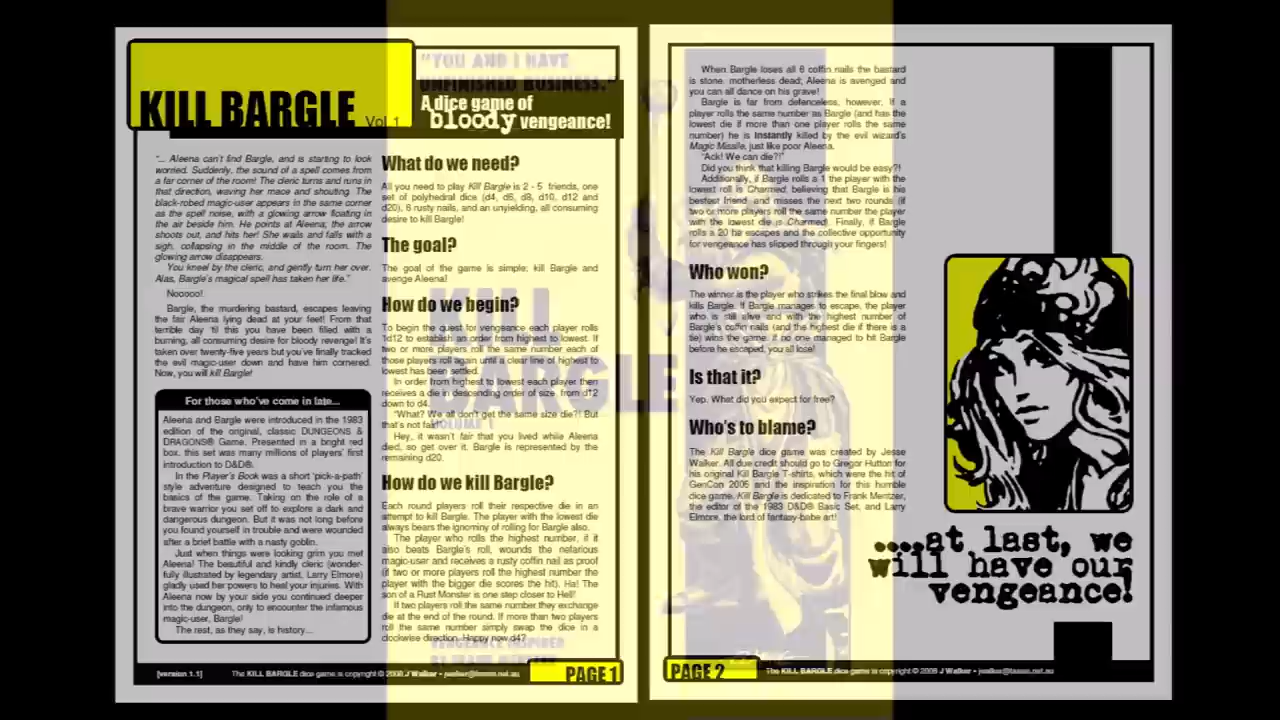 KILL BARGLE Vol 1
"YOU AND I HAVE
UNFINISHED BUSINESS."
A dice game of
bloody vengeance!
"... Aleena can't find Bargle, and is starting to look
worried. Suddenly, the sound of a spell comes from
a far corner of the room! The cleric turns and runs in
that direction, waving her mace and shouting. The
black-robed magic-user appears in the same corner
as the spell noise, with a glowing arrow floating in
the air beside him. He points at Aleena; the arrow
shoots out, and hits her! She wails and falls with a
sigh, collapsing in the middle of the room. The
glowing arrow disappears.
You kneel by the cleric, and gently turn her over.
Alas, Bargle's magical spell has taken her life."
Nooooo!
Bargle, the murdering bastard, escapes leaving
the fair Aleena lying dead at your feet! From that
terrible day 'til this you have been filled with a
burning, all consuming desire for bloody revenge! It's
taken over twenty-five years but you've finally tracked
the evil magic-user down and have him cornered.
Now, you will kill Bargle!
For those who've come in late...
Aleena and Bargle were introduced in the 1983
edition of the original, classic DUNGEONS &
DRAGONS® Game. Presented in a bright red
box, this set was many millions of players' first
introduction to D&D®.
In the Player's Book was a short 'pick-a-path'
style adventure designed to teach you the
basics of the game. Taking on the role of a
brave warrior you set off to explore a dark and
dangerous dungeon. But it was not long before
you found yourself in trouble and were wounded
after a brief battle with a nasty goblin.
Just when things were looking grim you met
Aleena! The beautiful and kindly cleric (wonder-
fully illustrated by legendary artist, Larry Elmore)
gladly used her powers to heal your injuries. With
Aleena now by your side you continued deeper
into the dungeon, only to encounter the infamous
magic-user, Bargle!
The rest, as they say, is history...
What do we need?
All you need to play Kill Bargle is 2 - 5 friends, one
set of polyhedral dice (d4, d6, d8, d10, d12 and
d20), 6 rusty nails, and an unyielding, all consuming
desire to kill Bargle!
The goal?
The goal of the game is simple; kill Bargle and
avenge Aleena!
How do we begin?
To begin the quest for vengeance each player rolls
1d12 to establish an order from highest to lowest. If
two or more players roll the same number each of
those players roll again until a clear line of highest to
lowest has been settled.
In order from highest to lowest each player then
receives a die in descending order of size from d12
down to d4.
"What? We all don't get the same size die?! But
that's not fair!"
Hey, it wasn't fair that you lived while Aleena
died, so get over it. Bargle is represented by the
remaining d20.
How do we kill Bargle?
Each round players roll their respective die in an
attempt to kill Bargle. The player with the lowest die
always bears the ignominy of rolling for Bargle also.
The player who rolls the highest number, if it
also beats Bargle's roll, wounds the nefarious
magic-user and receives a rusty coffin nail as proof
(if two or more players roll the highest number the
player with the bigger die scores the hit). Ha! The
son of a Rust Monster is one step closer to Hell!
If two players roll the same number they exchange
die at the end of the round. If more than two players
roll the same number simply swap the dice in a
clockwise direction. Happy now d4?
KILL
BARGLE
VOLUME 1
VENGEANCE INSPIRED
[version 1.1]
The KILL BARGLE dice game is copyright © 2008 J Walker •
PAGE 1
When Bargle loses all 6 coffin nails the bastard
is stone. motherless dead; Aleena is avenged and
you can all dance on his grave!
Bargle is far from defenceless, however. If a
player rolls the same number as Bargle (and has the
lowest die if more than one player rolls the same
number) he is instantly killed by the evil wizard's
Magic Missile, just like poor Aleena.
"Ack! We can die?!"
Did you think that killing Bargle would be easy?!
Additionally, if Bargle rolls a 1 the player with the
lowest roll is Charmed, believing that Bargle is his
bestest friend, and misses the next two rounds (if
two or more players roll the same number the player
with the lowest die is Charmed). Finally, if Bargle
rolls a 20 he escapes and the collective opportunity
for vengeance has slipped through your fingers!
Who won?
The winner is the player who strikes the final blow and
kills Bargle. If Bargle manages to escape, the player
who is still alive and with the highest number of
Bargle's coffin nails (and the highest die if there is a
tie) wins the game. If no one managed to hit Bargle
before he escaped, you all lose!
Is that it?
Yep. What did you expect for free?
Who's to blame?
The Kill Bargle dice game was created by Jesse
Walker. All due credit should go to Gregor Hutton for
his original Kill Bargle T-shirts, which were the hit of
GenCon 2006 and the inspiration for this humble
dice game. Kill Bargle is dedicated to Frank Mentzer,
the editor of the 1983 D&D® Basic Set, and Larry
Elmore, the lord of fantasy-babe art!
....at last, we
will have our
vengeance!
PAGE 2
The KILL BARGLE dice game is copyright © 2008 J Walker •